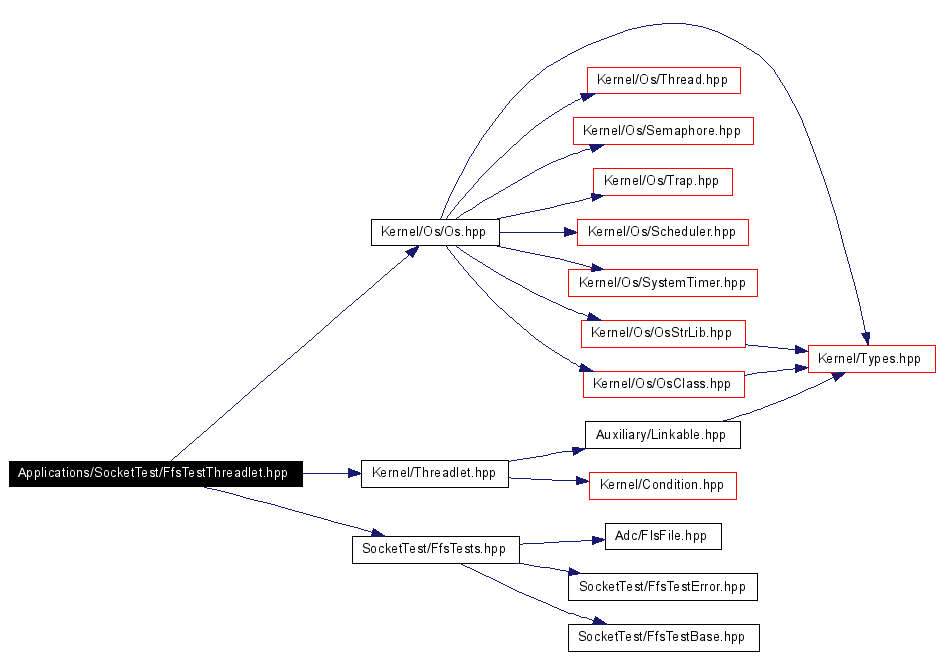 Kernel/Os/Thread.hpp
Kernel/Os/Semaphore.hpp
Kernel/Os/Trap.hpp
Kernel/Os/Os.hpp
Kernel/Os/Scheduler.hpp
Kernel/Os/SystemTimer.hpp
Kernel/Os/OsStrLib.hpp
Kernel/Types.hpp
Kernel/Os/OsClass.hpp
Auxiliary/Linkable.hpp
Applications/SocketTest/FfsTestThreadlet.hpp
Kernel/Threadlet.hpp
Kernel/Condition.hpp
Adc/FlsFile.hpp
SocketTest/FfsTests.hpp
SocketTest/FfsTestError.hpp
SocketTest/FfsTestBase.hpp